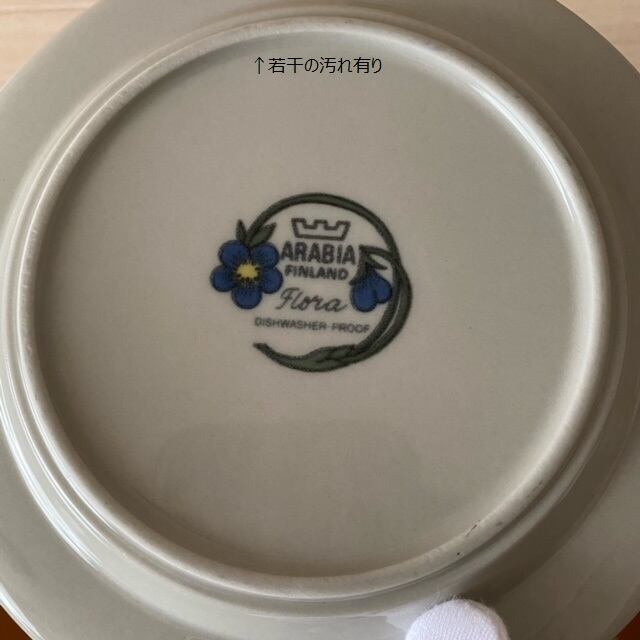 ↑若干の汚れ有り
ARABIA
FINLAND
Flora
DISHWASHER-PROOF